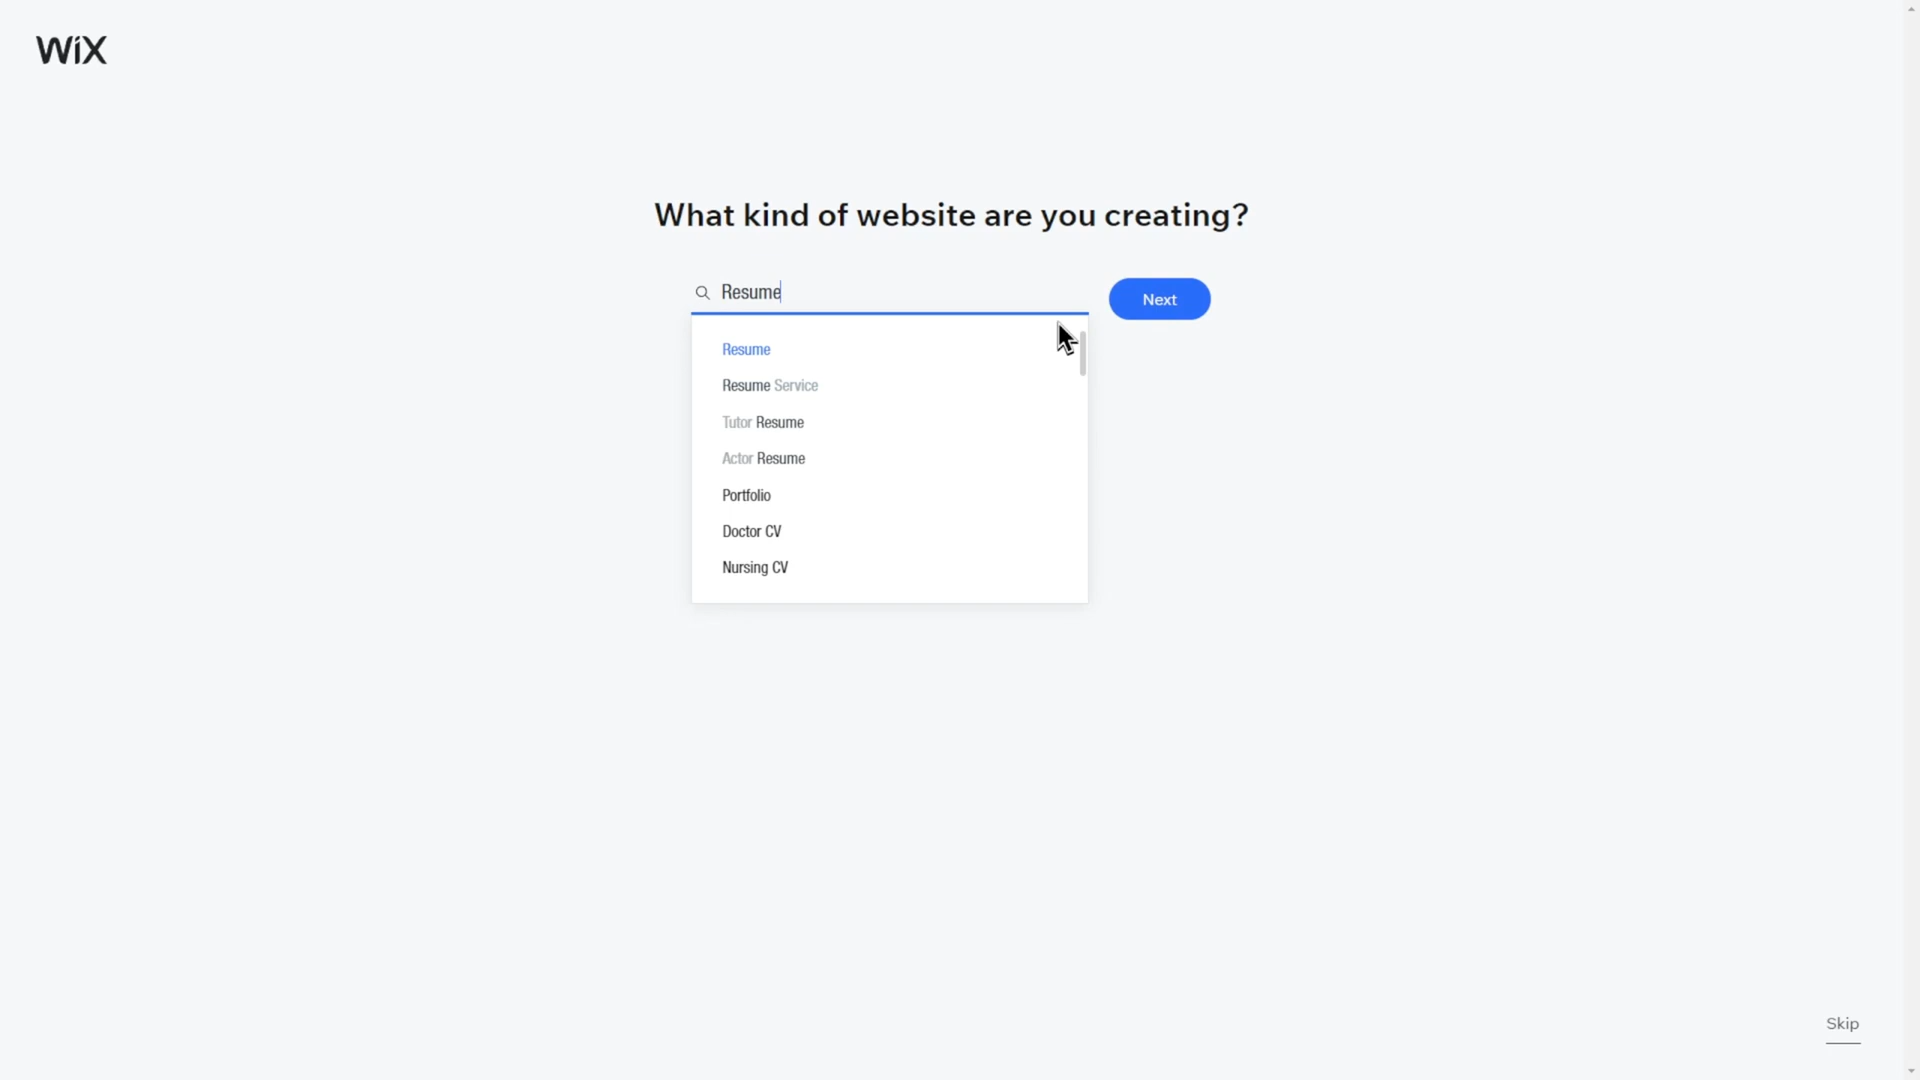 WiX
What kind of website are you creating?
Resume
Next
Resume
Resume Service
Tutor Resume
Actor Resume
Portfolio
Doctor CV
Nursing CV
Skip